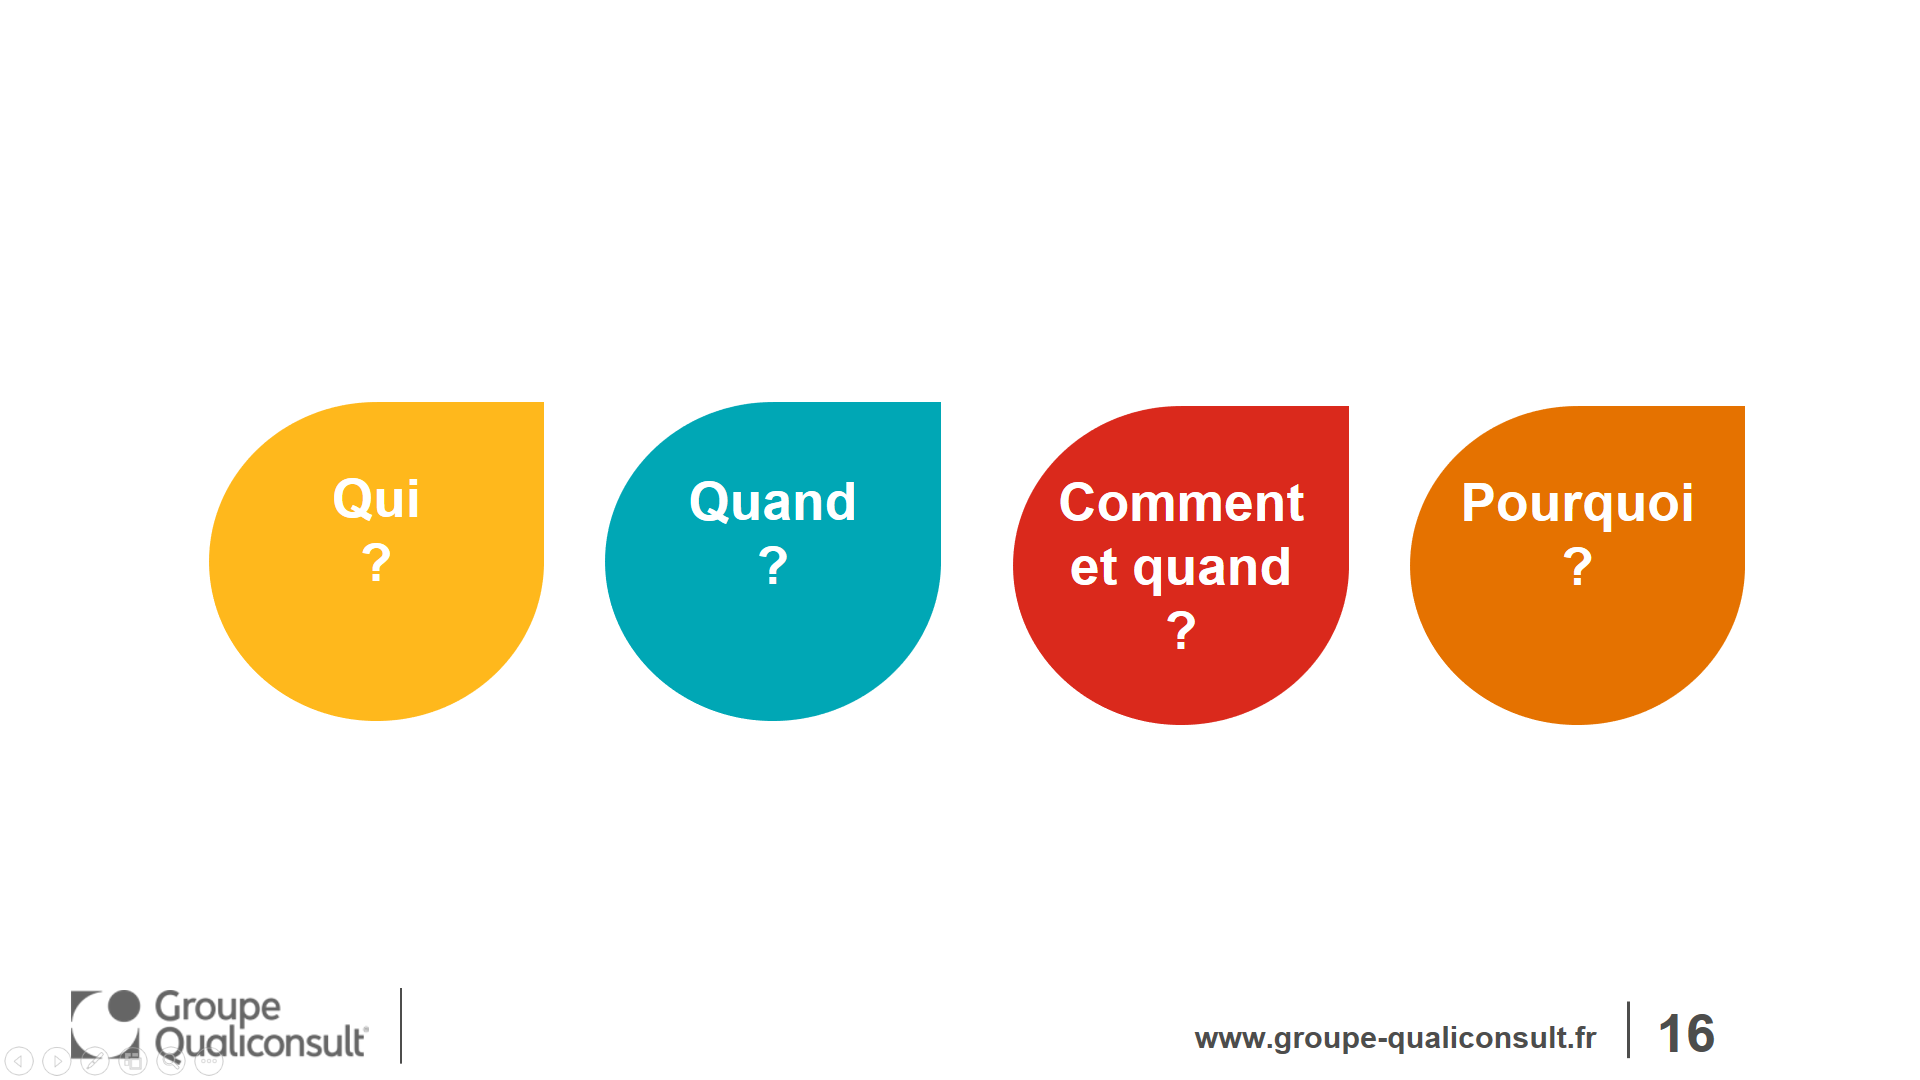 Qui
?
Quand
?
Comment
et quand
?
Pourquoi
?
Groupe
Qualiconsult®
www.groupe-qualiconsult.fr
16